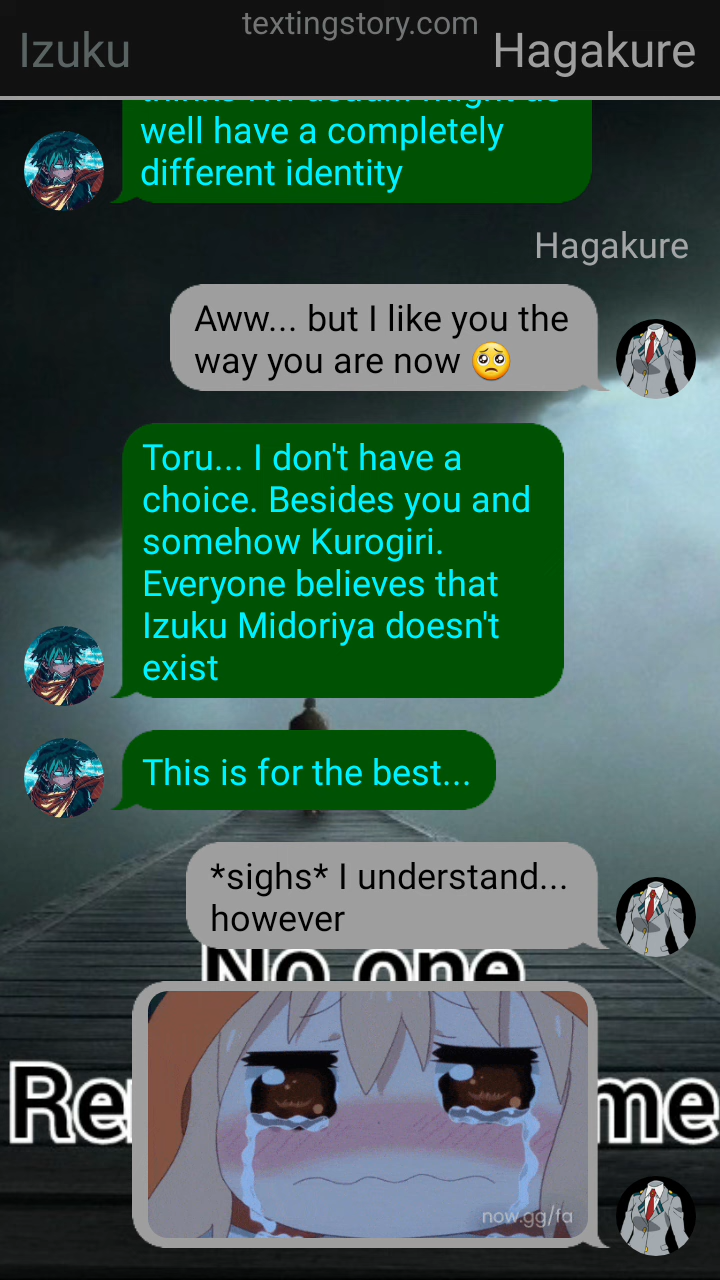 textingstory.com
Izuku
Hagakure
well have a completely
different identity
Hagakure
Aww... but I like you the
way you are now 🥺
Toru... I don't have a
choice. Besides you and
somehow Kurogiri.
Everyone believes that
Izuku Midoriya doesn't
exist
This is for the best...
*sighs* I understand...
however
No one
Re me
now.gg/fa